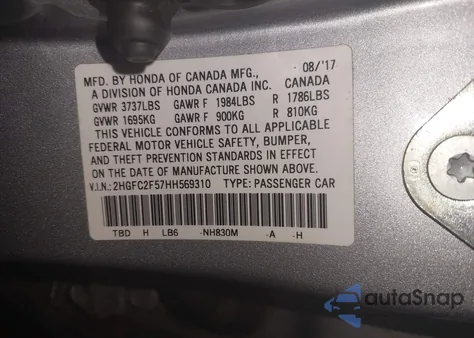 08/'17
MFD. BY HONDA OF CANADA MFG.,
A DIVISION OF HONDA CANADA INC. CANADA
GVWR 3737LBS GAWR F 1984LBS R 1786LBS
GVWR 1695KG GAWR F 900KG R 810KG
THIS VEHICLE CONFORMS TO ALL APPLICABLE
FEDERAL MOTOR VEHICLE SAFETY, BUMPER,
AND THEFT PREVENTION STANDARDS IN EFFECT
ON THE DATE OF MANUFACTURE SHOWN ABOVE.
V.I.N.:2HGFC2F57HH569310 TYPE: PASSENGER CAR
TBD H LB6 -NH830M -A -H
autaSnap